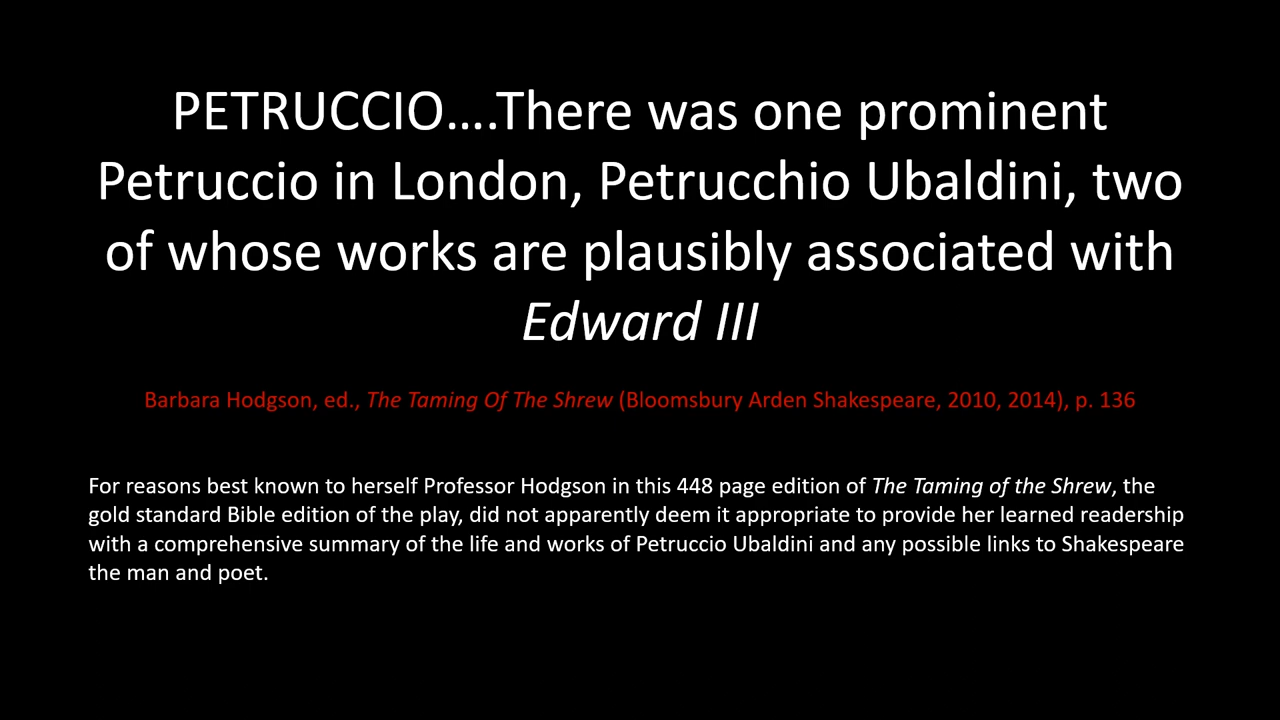 PETRUCCIO….There was one prominent
Petruccio in London, Petrucchio Ubaldini, two
of whose works are plausibly associated with
Edward III
Barbara Hodgson, ed., The Taming Of The Shrew (Bloomsbury Arden Shakespeare, 2010, 2014), p. 136
For reasons best known to herself Professor Hodgson in this 448 page edition of The Taming of the Shrew, the
gold standard Bible edition of the play, did not apparently deem it appropriate to provide her learned readership
with a comprehensive summary of the life and works of Petruccio Ubaldini and any possible links to Shakespeare
the man and poet.